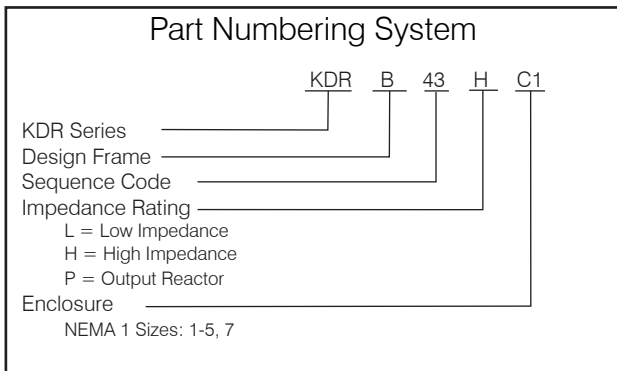 Part Numbering System
KDR B 43 H C1
KDR Series
Design Frame
Sequence Code
Impedance Rating
L = Low Impedance
H = High Impedance
P = Output Reactor
Enclosure
NEMA 1 Sizes: 1-5, 7